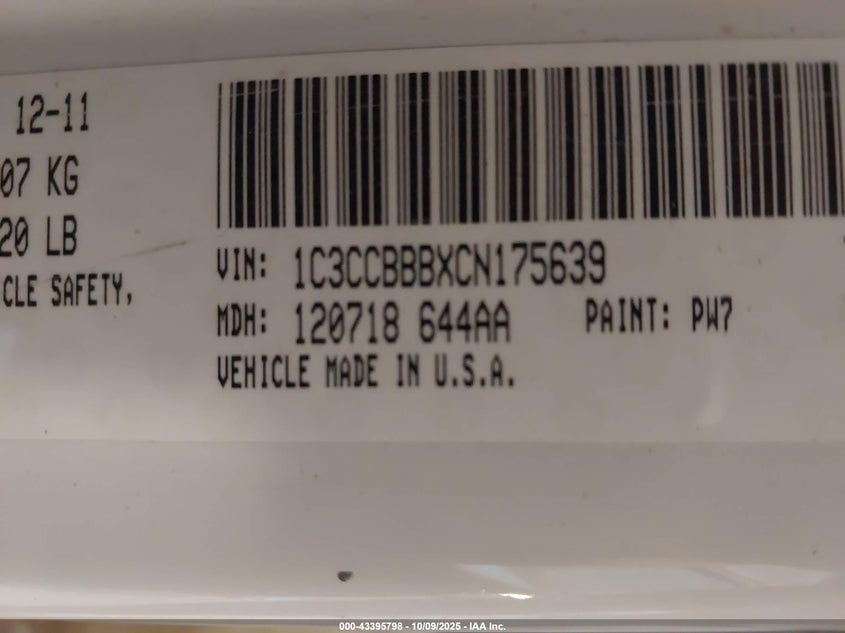 12-11
07 KG
20 LB
CLE SAFETY,
VIN: 1C3CCBBBXCN175639
MDH: 120718 644AA PAINT: PW7
VEHICLE MADE IN U.S.A.
000-43395798 - 10/09/2025 - IAA Inc.